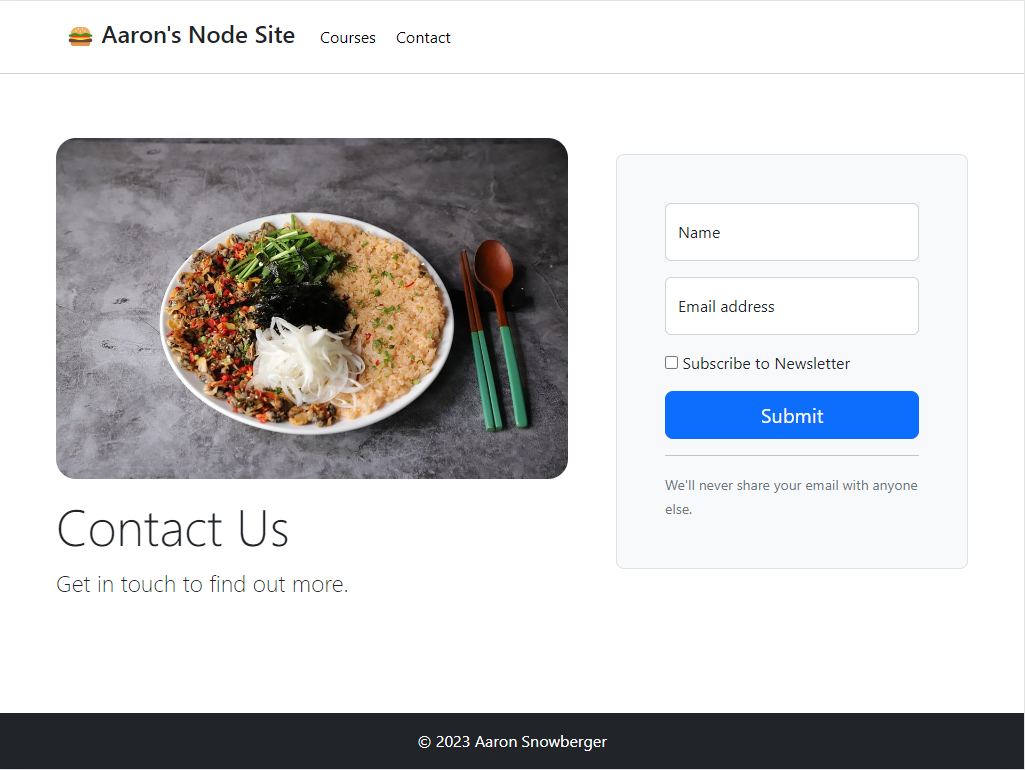 Aaron's Node Site
Courses
Contact
Contact Us
Get in touch to find out more.
Name
Email address
Subscribe to Newsletter
Submit
We'll never share your email with anyone
else.
© 2023 Aaron Snowberger